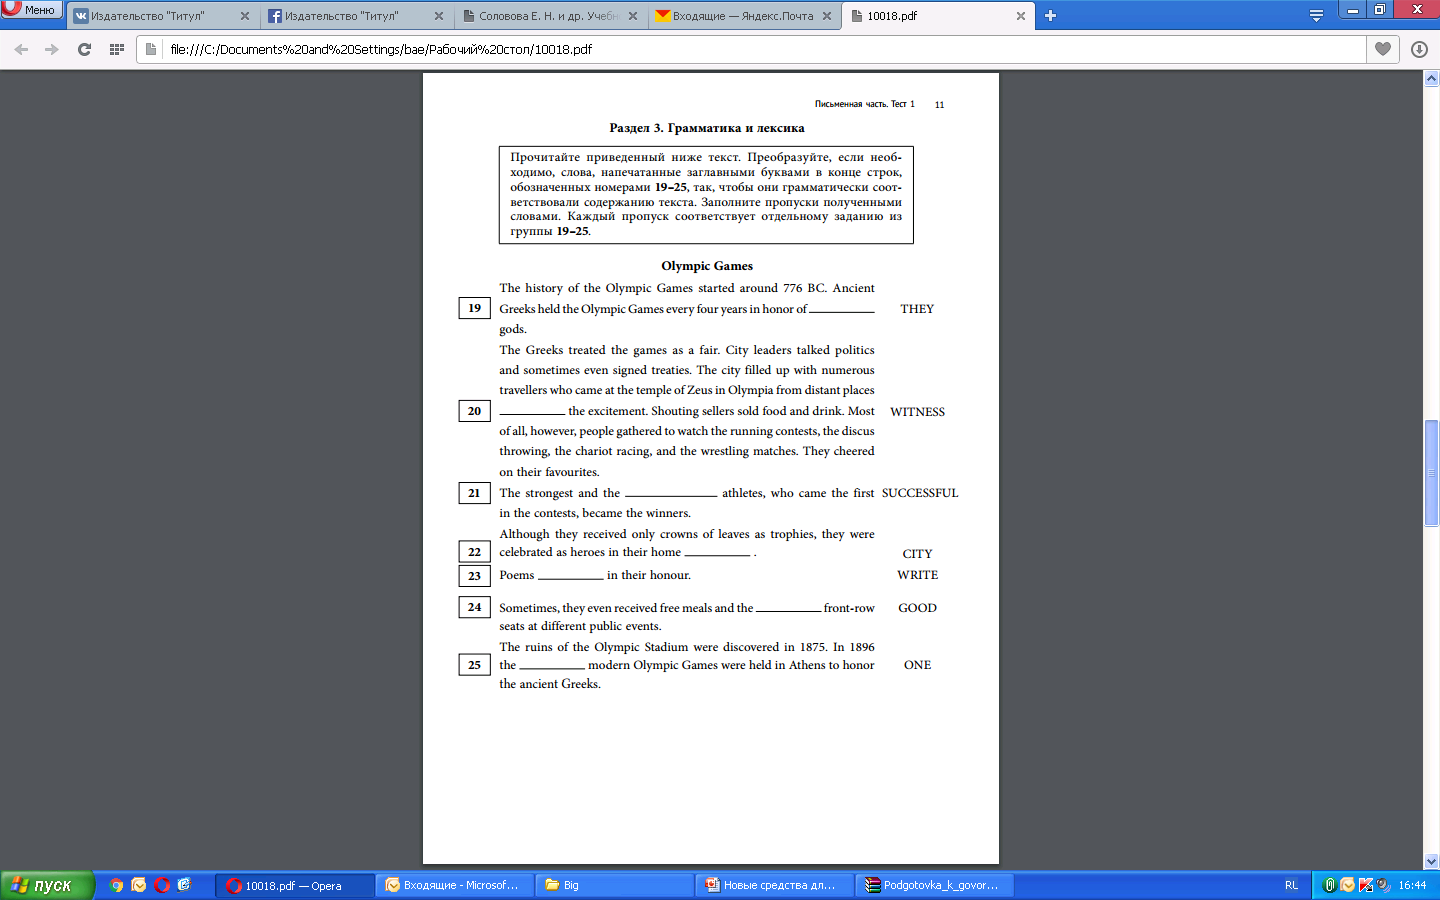 Меню
Издательство "Титул"
Издательство "Титул"
Соловова Е. Н. и др. Учебн
Входящие — Яндекс.Почта
10018.pdf
file:///C:/Documents%20and%20Settings/bae/Рабочий%20стол/10018.pdf
Письменная часть. Тест 1 11
Раздел 3. Грамматика и лексика
Прочитайте приведенный ниже текст. Преобразуйте, если необ-
ходимо, слова, напечатанные заглавными буквами в конце строк,
обозначенных номерами 19–25, так, чтобы они грамматически соот-
ветствовали содержанию текста. Заполните пропуски полученными
словами. Каждый пропуск соответствует отдельному заданию из
группы 19–25.
Olympic Games
The history of the Olympic Games started around 776 BC. Ancient
19 Greeks held the Olympic Games every four years in honor of __________ THEY
gods.
The Greeks treated the games as a fair. City leaders talked politics
and sometimes even signed treaties. The city filled up with numerous
travellers who came at the temple of Zeus in Olympia from distant places
20 __________ the excitement. Shouting sellers sold food and drink. Most WITNESS
of all, however, people gathered to watch the running contests, the discus
throwing, the chariot racing, and the wrestling matches. They cheered
on their favourites.
21 The strongest and the ______________ athletes, who came the first SUCCESSFUL
in the contests, became the winners.
Although they received only crowns of leaves as trophies, they were
22 celebrated as heroes in their home __________ . CITY
23 Poems __________ in their honour. WRITE
24 Sometimes, they even received free meals and the __________ front-row GOOD
seats at different public events.
The ruins of the Olympic Stadium were discovered in 1875. In 1896
25 the __________ modern Olympic Games were held in Athens to honor ONE
the ancient Greeks.
пуск
10018.pdf — Opera
Входящие - Microsof...
Big
Новые средства дл...
Podgotovka_k_govor...
RL
16:44